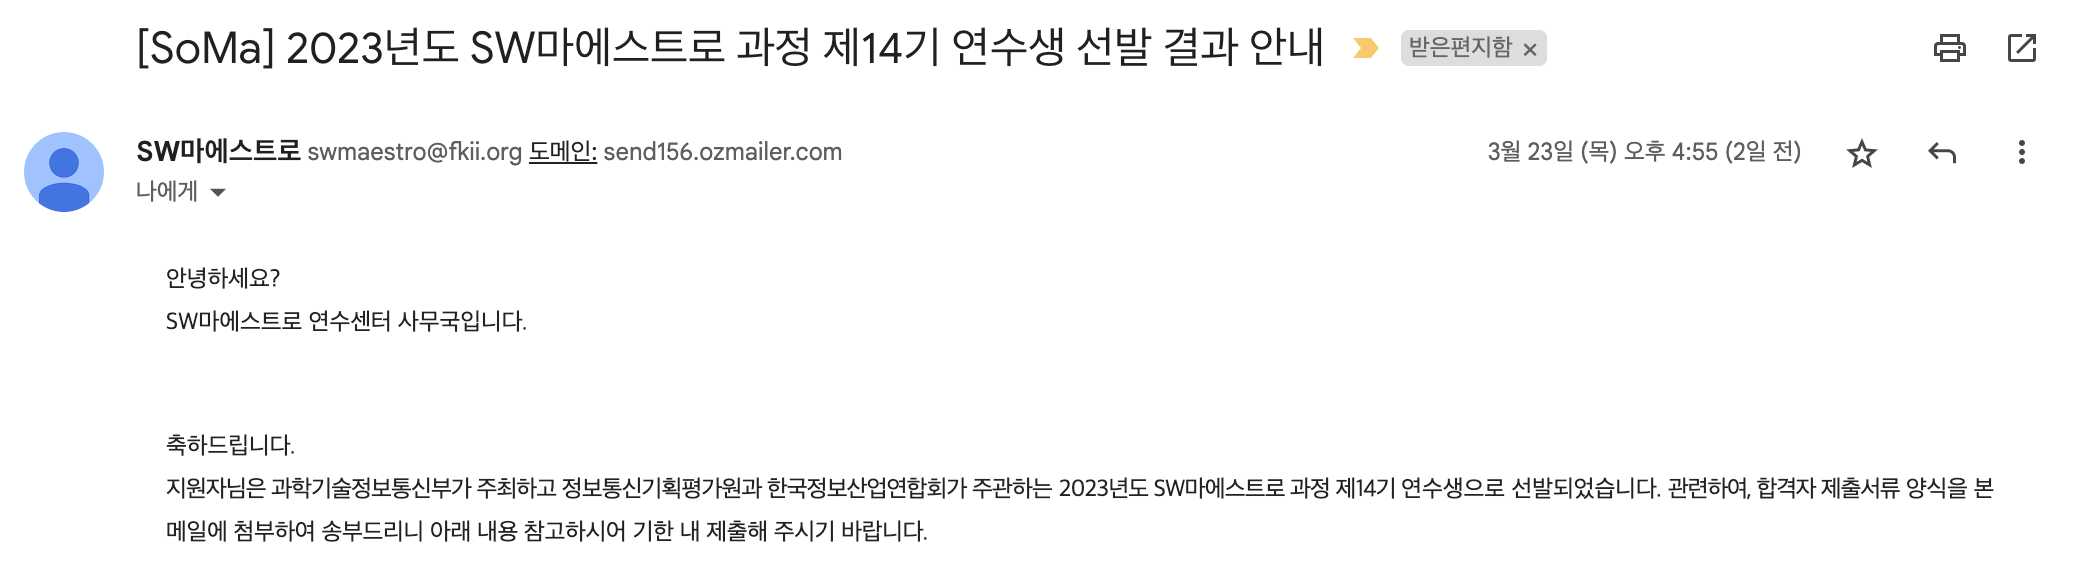 [SoMa] 2023년도 SW마에스트로 과정 제14기 연수생 선발 결과 안내 받은편지함 ×
SW마에스트로 swmaestro@fkii.org 도메인: send156.ozmailer.com 3월 23일 (목) 오후 4:55 (2일 전)
나에게
안녕하세요?
SW마에스트로 연수센터 사무국입니다.
축하드립니다.
지원자님은 과학기술정보통신부가 주최하고 정보통신기획평가원과 한국정보산업연합회가 주관하는 2023년도 SW마에스트로 과정 제14기 연수생으로 선발되었습니다. 관련하여, 합격자 제출서류 양식을 본
메일에 첨부하여 송부드리니 아래 내용 참고하시어 기한 내 제출해 주시기 바랍니다.